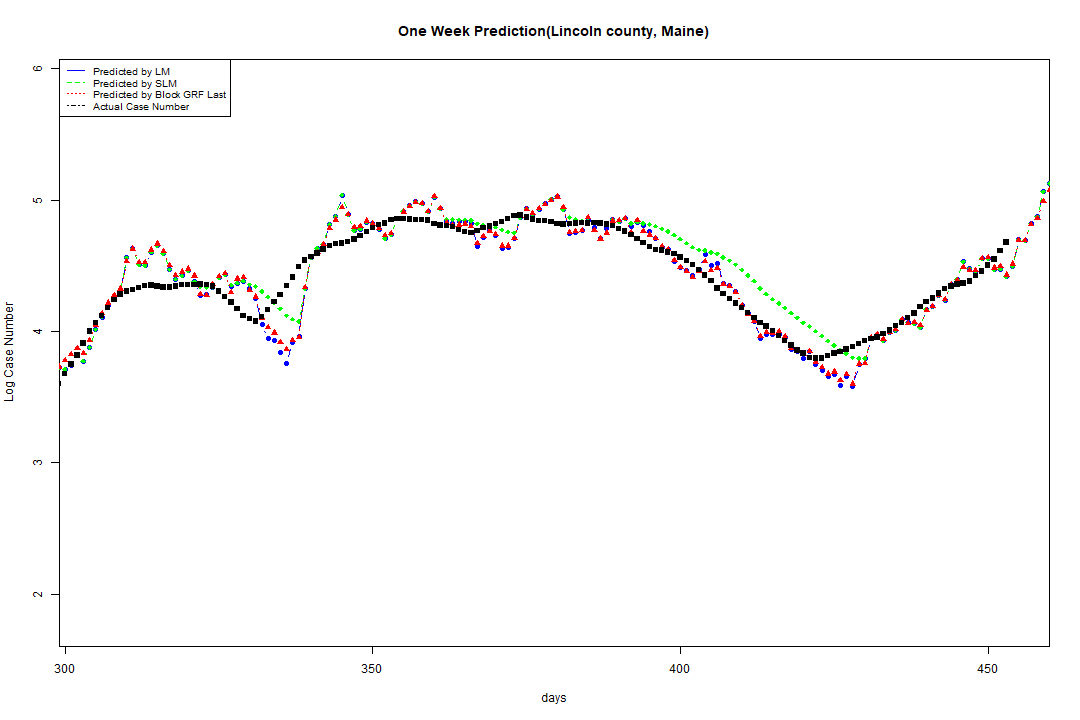 One Week Prediction(Lincoln county, Maine)
Predicted by LM
Predicted by SLM
Predicted by Block GRF Last
Actual Case Number
6
5
4
3
2
Log Case Number
300 350 400 450
days